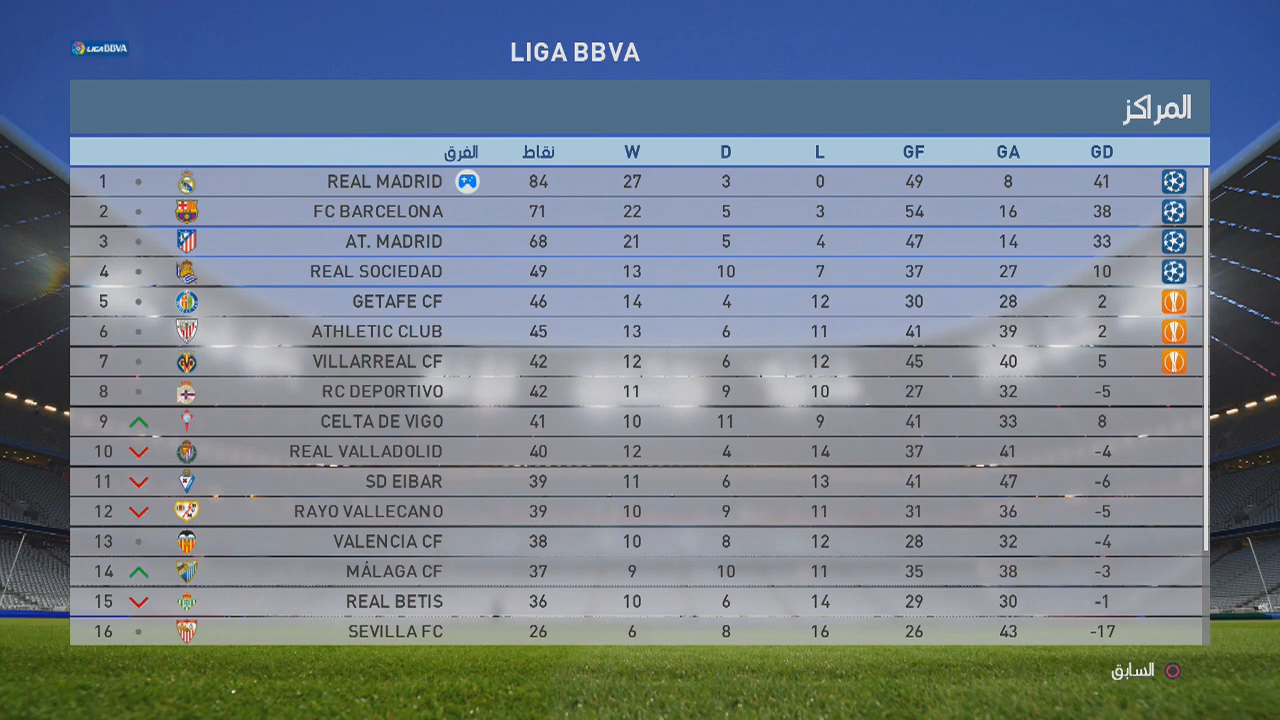 LIGA BBVA
LIGA BBVA
المراكز
الفرق نقاط W D L GF GA GD
1 REAL MADRID 84 27 3 0 49 8 41
2 FC BARCELONA 71 22 5 3 54 16 38
3 AT. MADRID 68 21 5 4 47 14 33
4 REAL SOCIEDAD 49 13 10 7 37 27 10
5 GETAFE CF 46 14 4 12 30 28 2
6 ATHLETIC CLUB 45 13 6 11 41 39 2
7 VILLARREAL CF 42 12 6 12 45 40 5
8 RC DEPORTIVO 42 11 9 10 27 32 -5
9 CELTA DE VIGO 41 10 11 9 41 33 8
10 REAL VALLADOLID 40 12 4 14 37 41 -4
11 SD EIBAR 39 11 6 13 41 47 -6
12 RAYO VALLECANO 39 10 9 11 31 36 -5
13 VALENCIA CF 38 10 8 12 28 32 -4
14 MÁLAGA CF 37 9 10 11 35 38 -3
15 REAL BETIS 36 10 6 14 29 30 -1
16 SEVILLA FC 26 6 8 16 26 43 -17
السابق